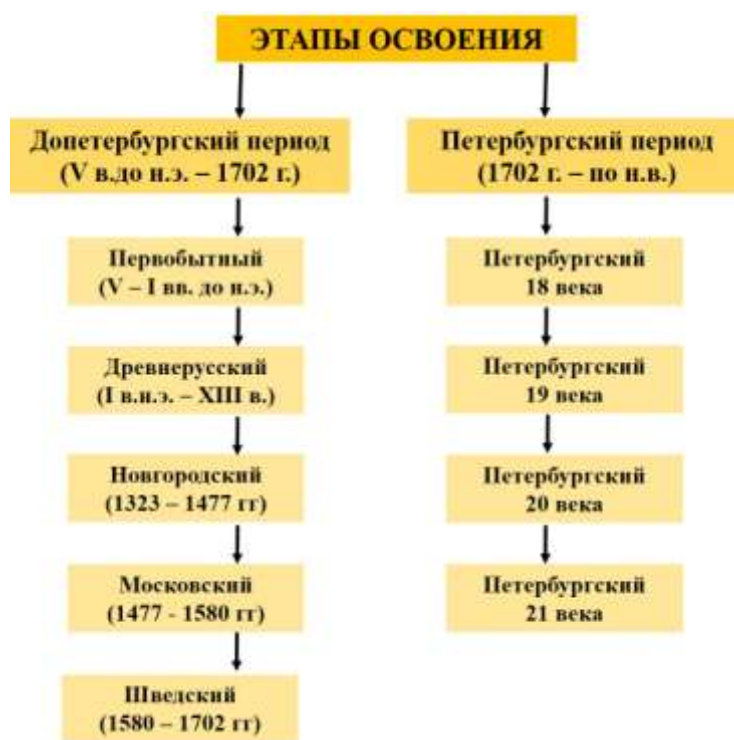 ЭТАПЫ ОСВОЕНИЯ
Допетербургский период
(V в.до н.э. – 1702 г.)
Первобытный
(V – I вв. до н.э.)
Древнерусский
(I в.н.э. – XIII в.)
Новгородский
(1323 – 1477 гг)
Московский
(1477 - 1580 гг)
Шведский
(1580 – 1702 гг)
Петербургский период
(1702 г. – по н.в.)
Петербургский
18 века
Петербургский
19 века
Петербургский
20 века
Петербургский
21 века